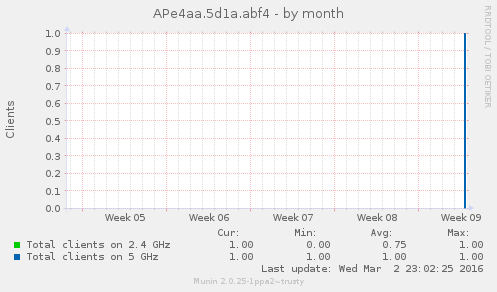 APe4aa.5d1a.abf4 - by month
RRDTOOL / TOBI OETIKER
Clients
1.0
0.9
0.8
0.7
0.6
0.5
0.4
0.3
0.2
0.1
0.0
Week 05 Week 06 Week 07 Week 08 Week 09
Cur: Min: Avg: Max:
Total clients on 2.4 GHz 1.00 0.00 0.75 1.00
Total clients on 5 GHz 1.00 1.00 1.00 1.00
Last update: Wed Mar 2 23:02:25 2016
Munin 2.0.25-1ppa2~trusty